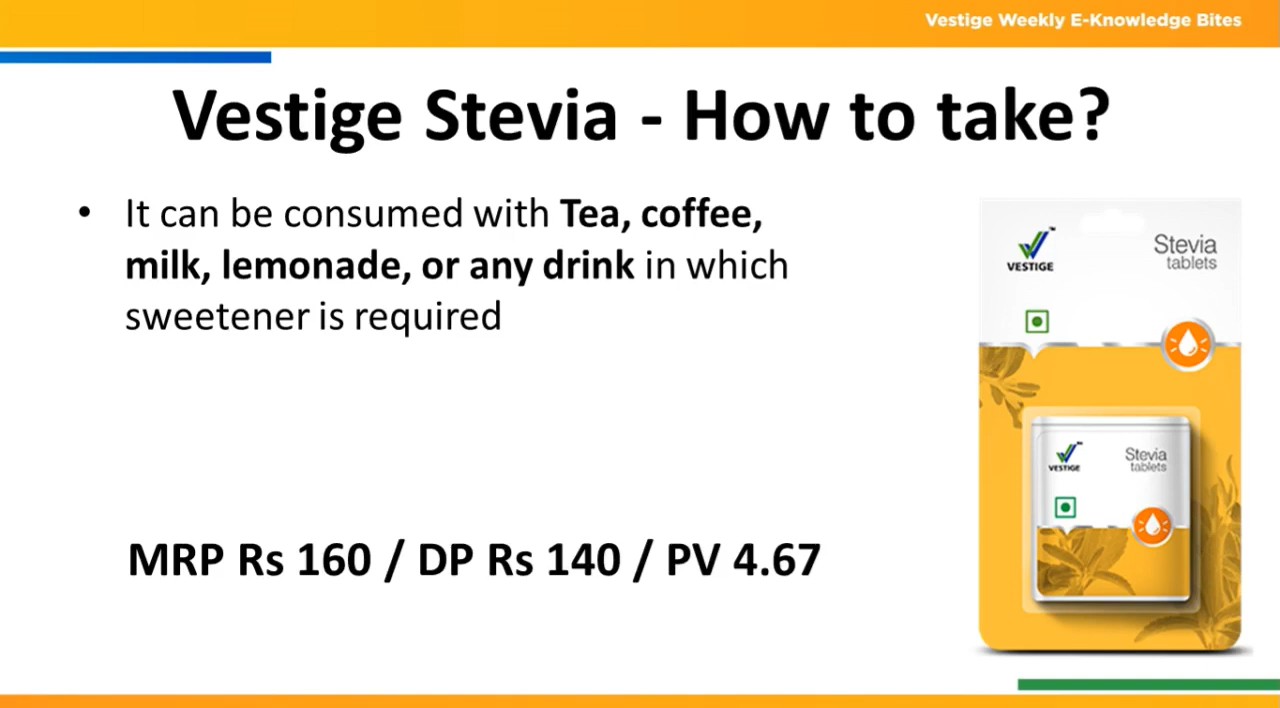 Vestige Weekly E-Knowledge Bites
Vestige Stevia - How to take?
• It can be consumed with Tea, coffee,
milk, lemonade, or any drink in which
sweetener is required
MRP Rs 160 / DP Rs 140 / PV 4.67
VESTIGE
TM
Stevia
tablets
VESTIGE
TM
Stevia
tablets